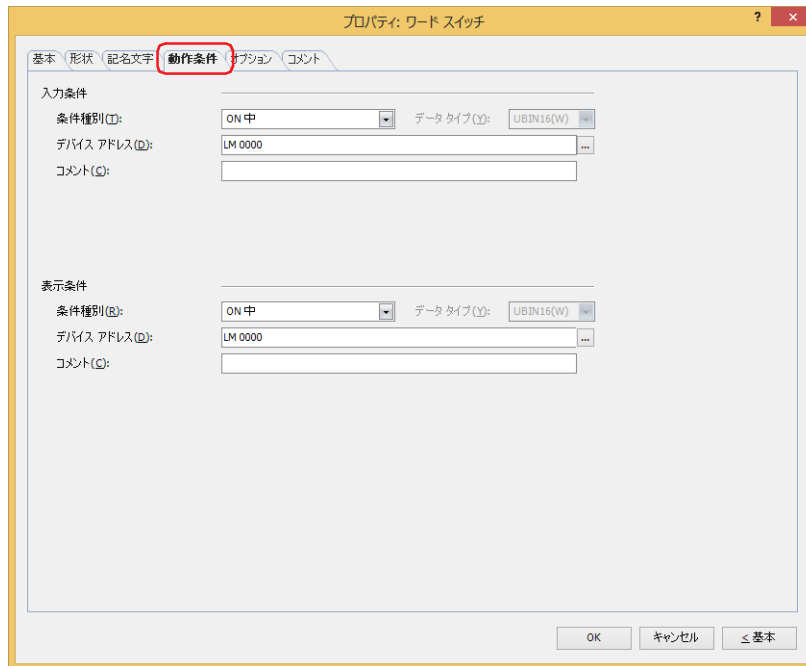 プロパティ: ワード スイッチ
? ×
基本 形状 記名文字 動作条件 オプション コメント
入力条件
条件種別(T): ON 中 データ タイプ(Y): UBIN16(W)
デバイス アドレス(D): LM 0000 ...
コメント(C):
表示条件
条件種別(R): ON 中 データ タイプ(Y): UBIN16(W)
デバイス アドレス(D): LM 0000 ...
コメント(C):
OK キャンセル ≤ 基本